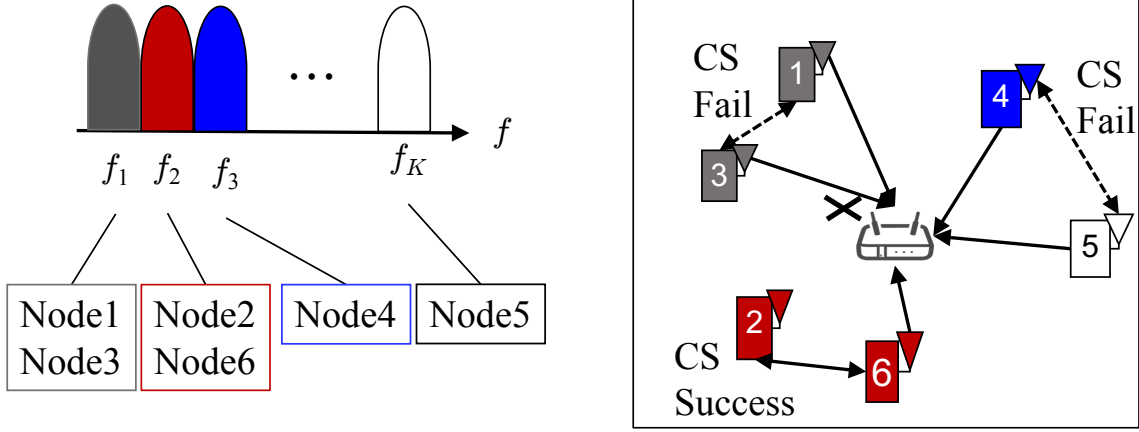 ...
f
f1
f2
f3
fK
Node1
Node3
Node2
Node6
Node4
Node5
CS
Fail
1
3
4
CS
Fail
5
2
6
CS
Success